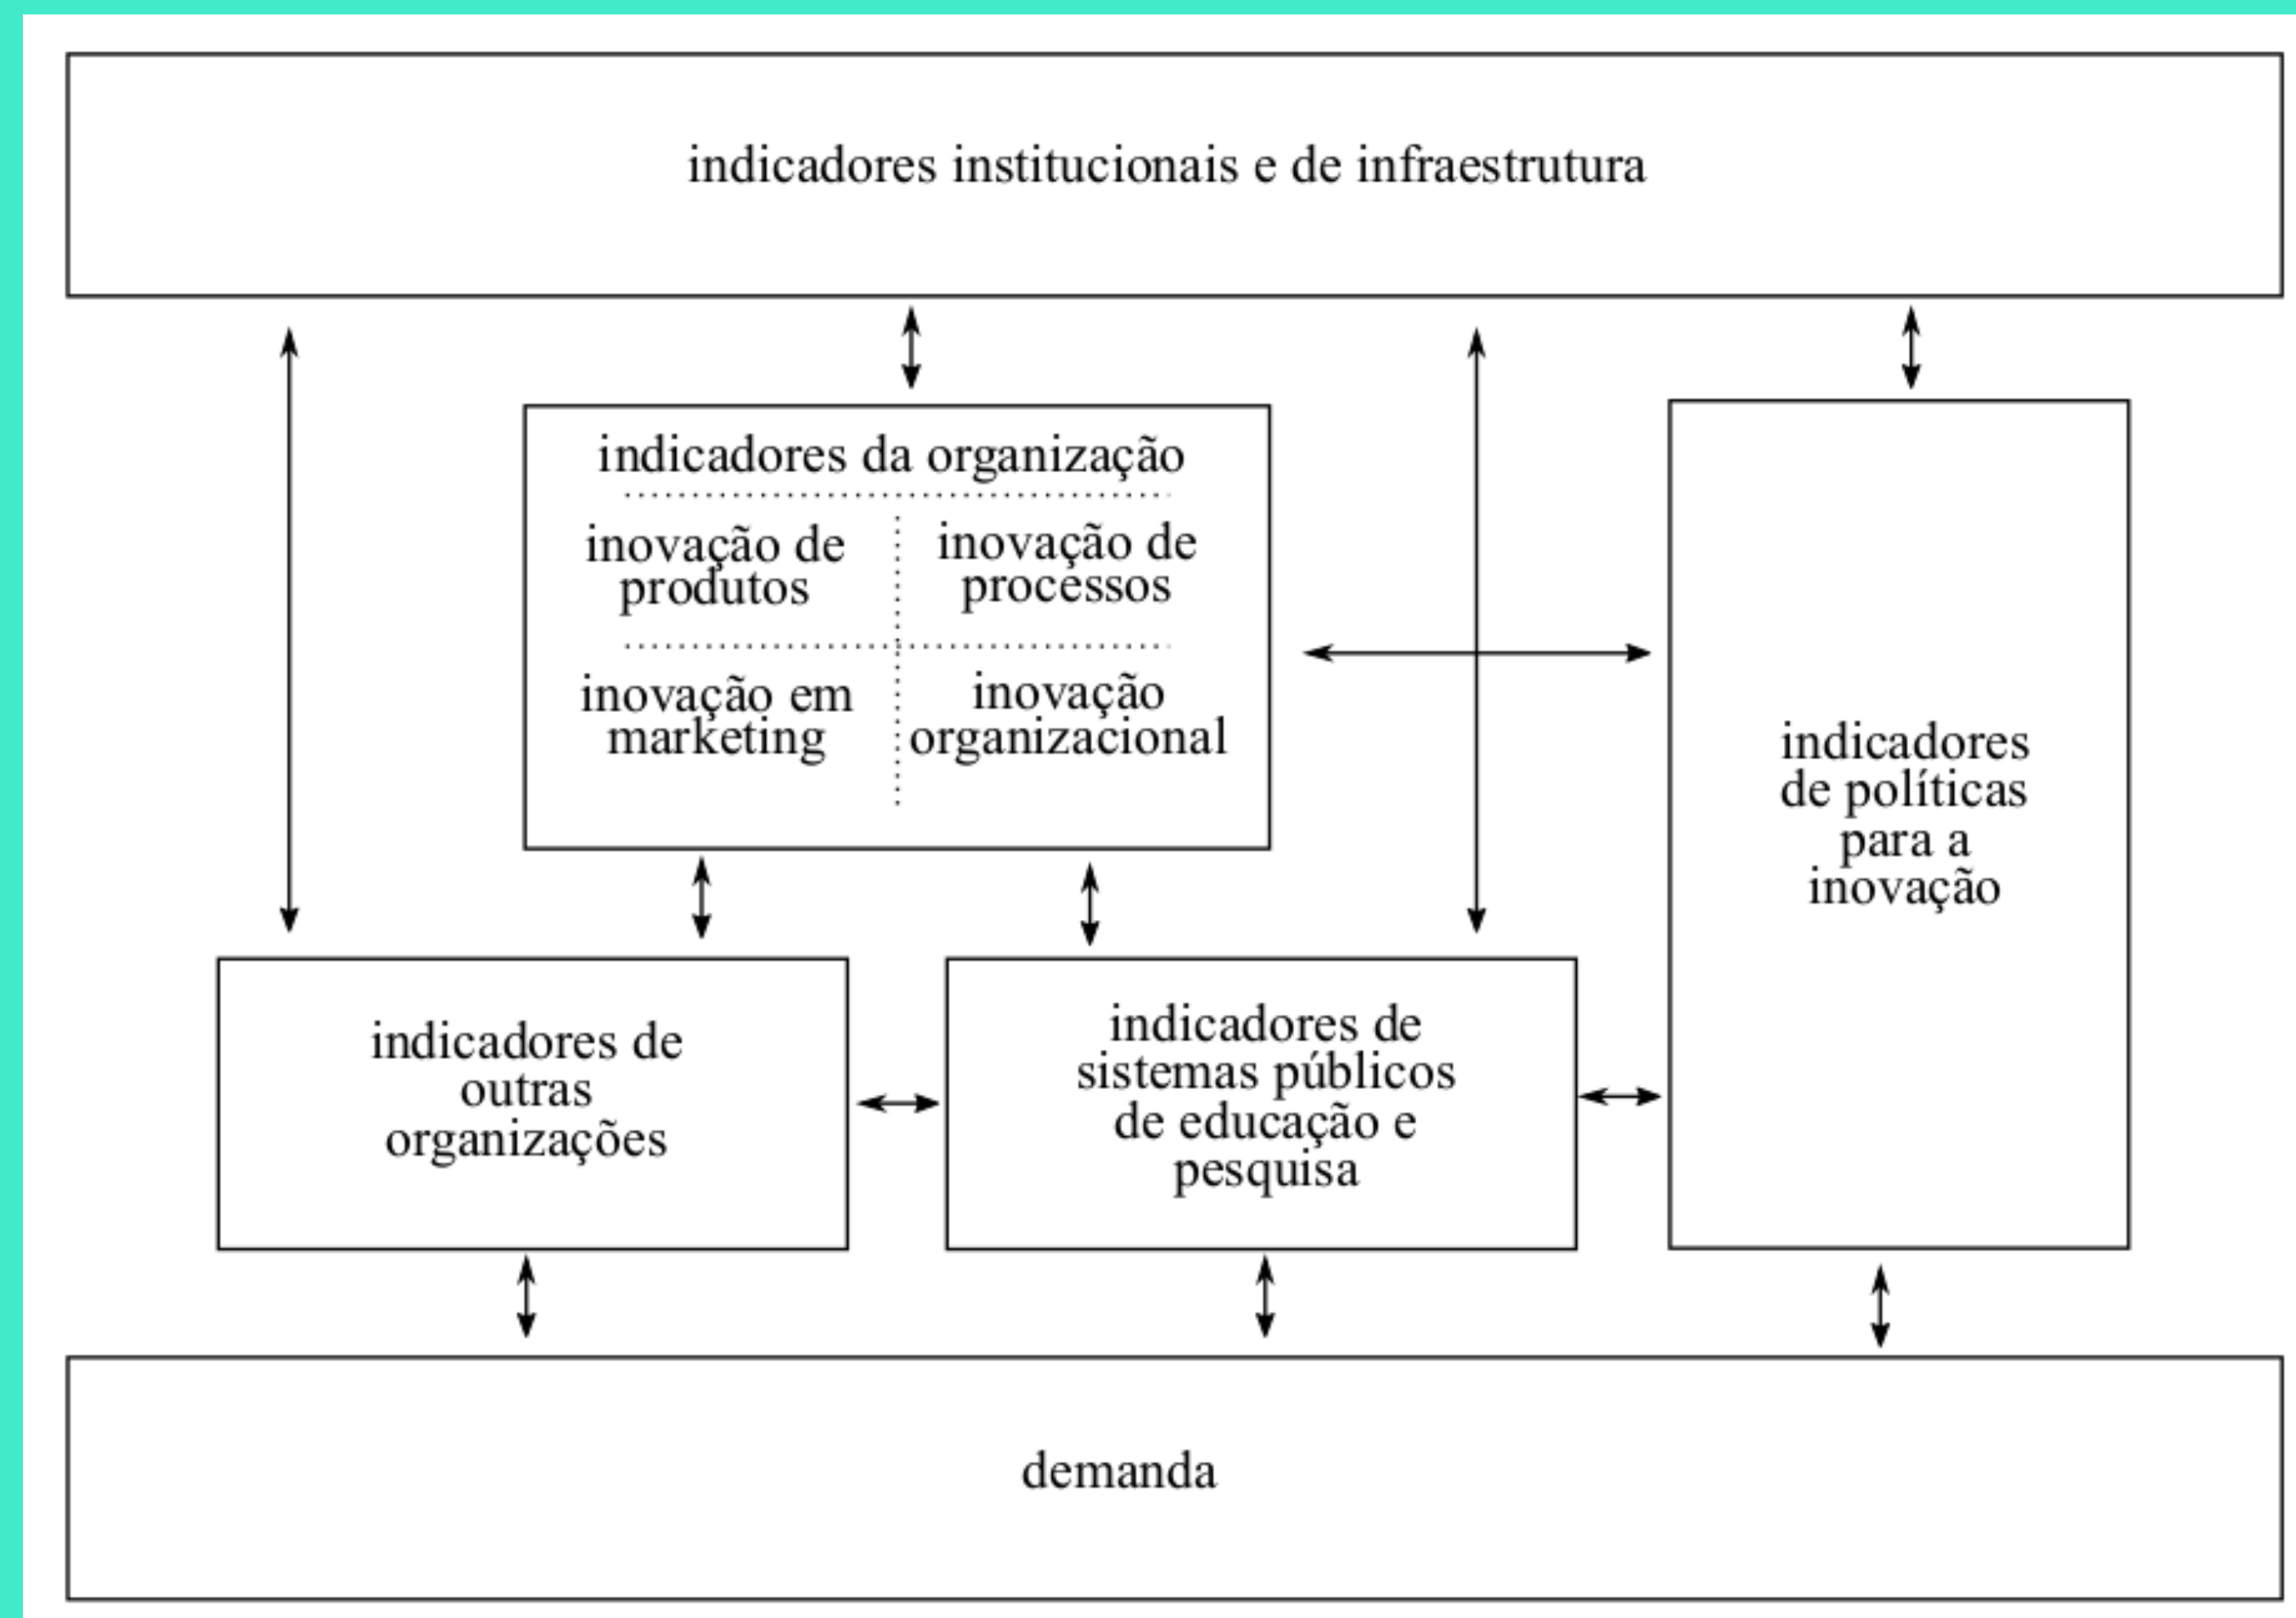 indicadores institucionais e de infraestrutura
indicadores da organização
inovação de
produtos
inovação de
processos
inovação em
marketing
inovação
organizacional
indicadores
de políticas
para a
inovação
indicadores de
outras
organizações
indicadores de
sistemas públicos
de educação e
pesquisa
demanda